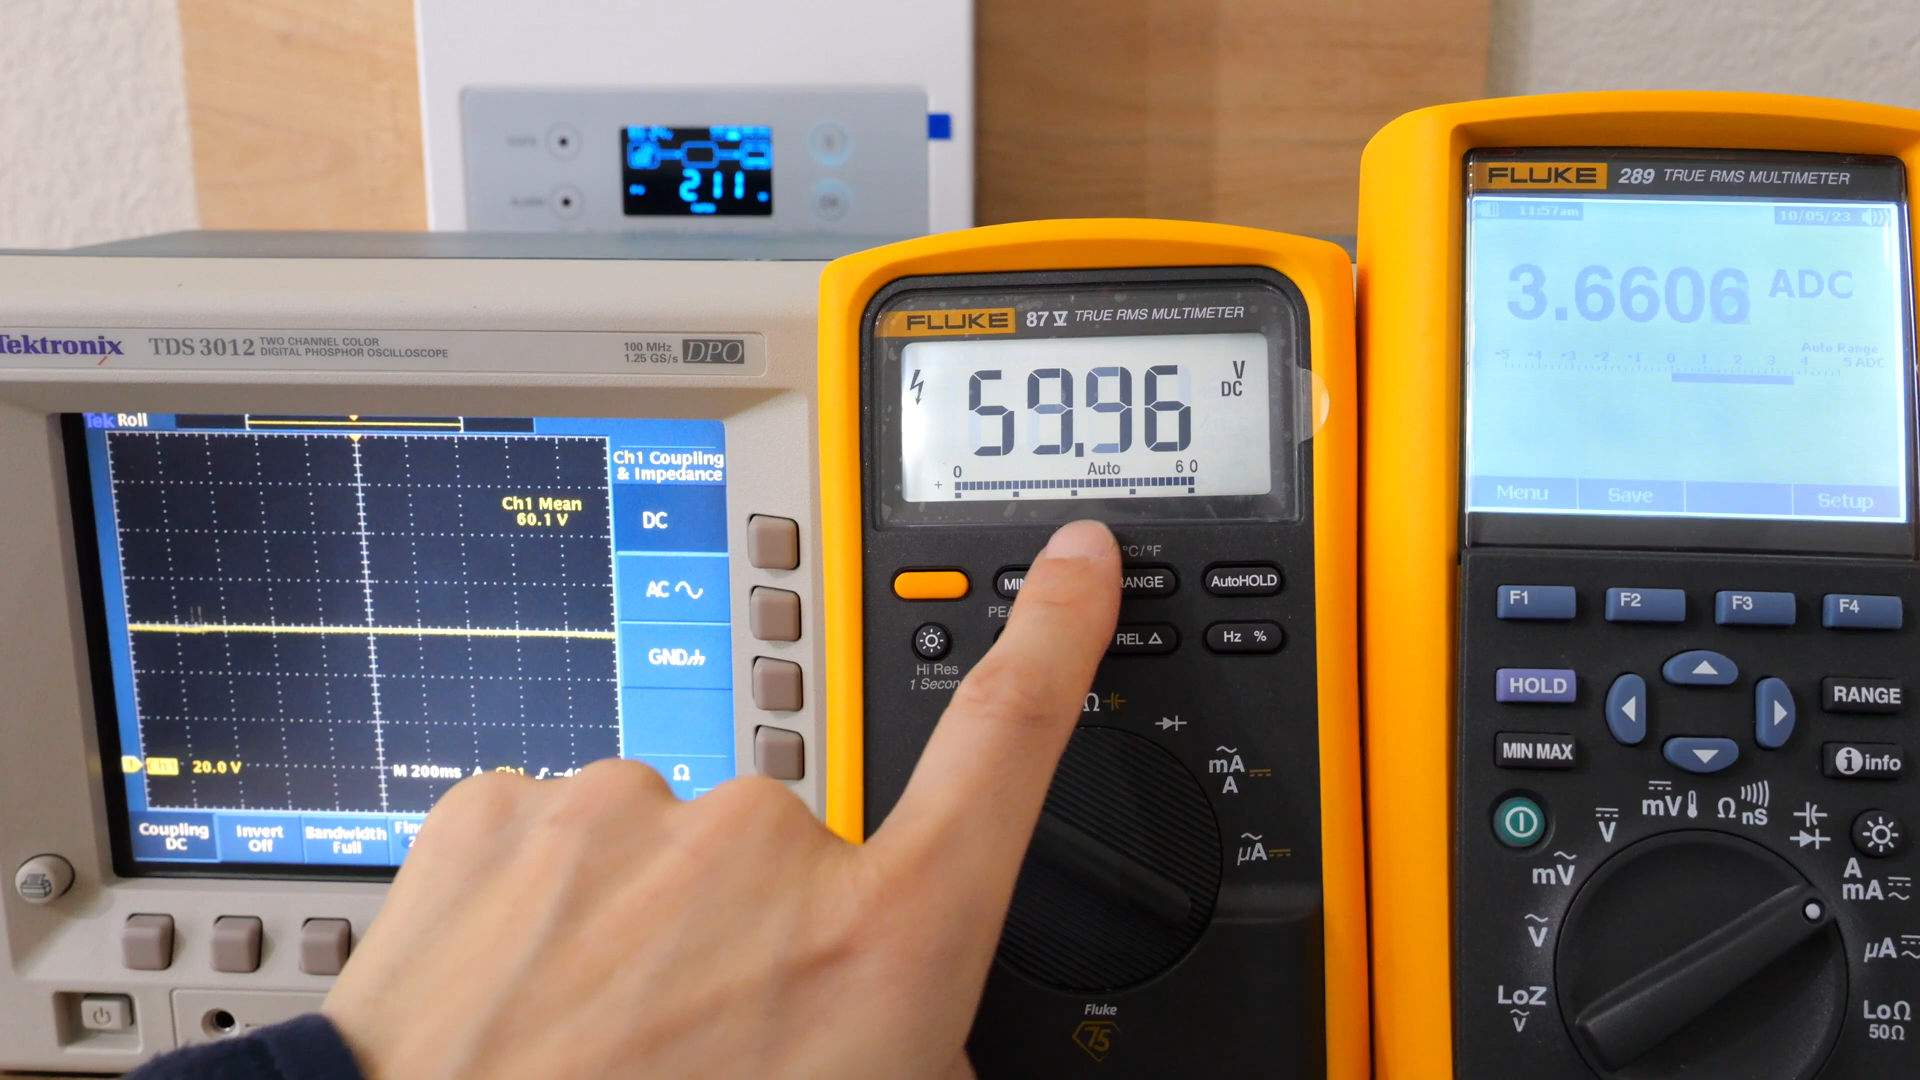 211
Tektronix TDS 3012 TWO CHANNEL COLOR
DIGITAL PHOSPHOR OSCILLOSCOPE
100 MHz
1.25 GS/s DPO
Tek Roll
Ch1 Mean
60.1 V
Ch1 20.0 V M 200ms A Ch1
Ch1 Coupling
& Impedance
DC
AC
GND
Ω
Coupling
DC
Invert
Off
Bandwidth
Full
FLUKE 87 V TRUE RMS MULTIMETER
59.96 V
DC
0 Auto 60
+
°C/°F
MIN RANGE AutoHOLD
PEA
REL △ Hz %
Hi Res
1 Second
Ω
mA
A
µA
Fluke
75
FLUKE 289 TRUE RMS MULTIMETER
11:57am 10/05/23
3.6606 ADC
Auto Range
-5 -4 -3 -2 -1 0 1 2 3 4 5 ADC
Menu Save Setup
F1 F2 F3 F4
HOLD RANGE
MIN MAX info
mV Ω nS
V
mV
V
LoZ
V
A
mA
µA
LoΩ
50Ω